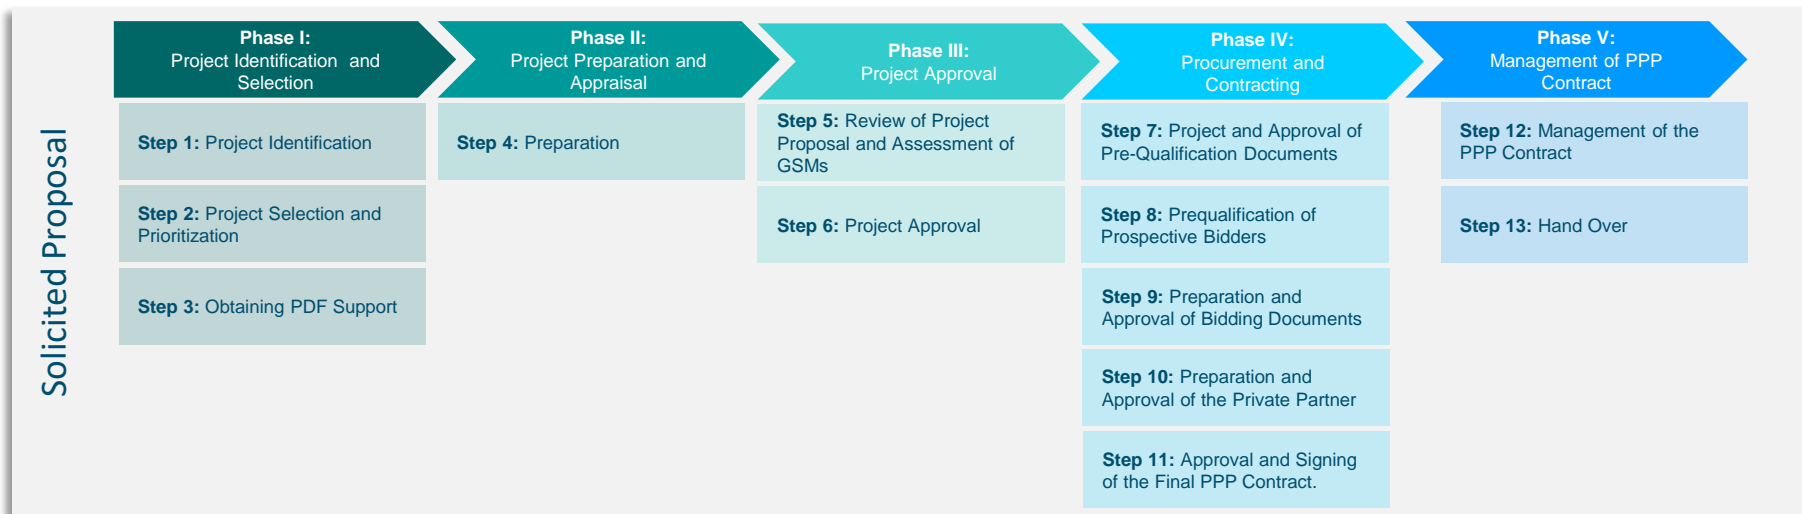 Solicited Proposal
Phase I:
Project Identification and
Selection
Step 1: Project Identification
Step 2: Project Selection and
Prioritization
Step 3: Obtaining PDF Support
Phase II:
Project Preparation and
Appraisal
Step 4: Preparation
Phase III:
Project Approval
Step 5: Review of Project
Proposal and Assessment of
GSMs
Step 6: Project Approval
Phase IV:
Procurement and
Contracting
Step 7: Project and Approval of
Pre-Qualification Documents
Step 8: Prequalification of
Prospective Bidders
Step 9: Preparation and
Approval of Bidding Documents
Step 10: Preparation and
Approval of the Private Partner
Step 11: Approval and Signing
of the Final PPP Contract.
Phase V:
Management of PPP
Contract
Step 12: Management of the
PPP Contract
Step 13: Hand Over